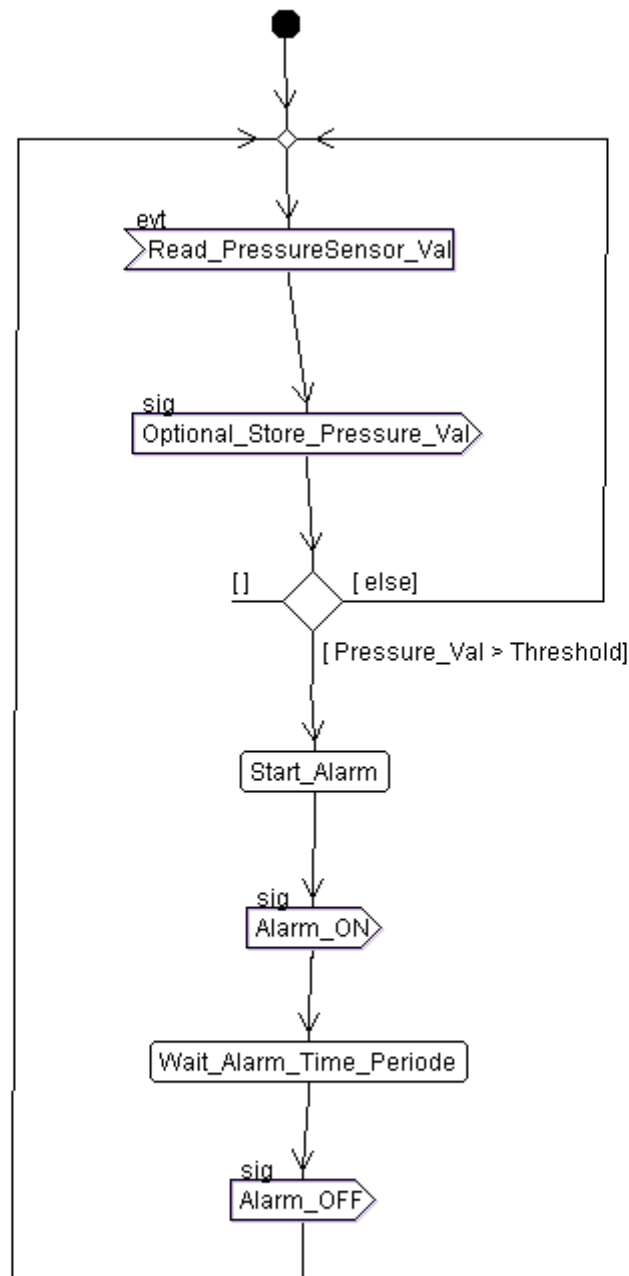 evt
Read_PressureSensor_Val
sig
Optional_Store_Pressure_Val
[ ]
[ else]
[ Pressure_Val > Threshold]
Start_Alarm
sig
Alarm_ON
Wait_Alarm_Time_Periode
sig
Alarm_OFF